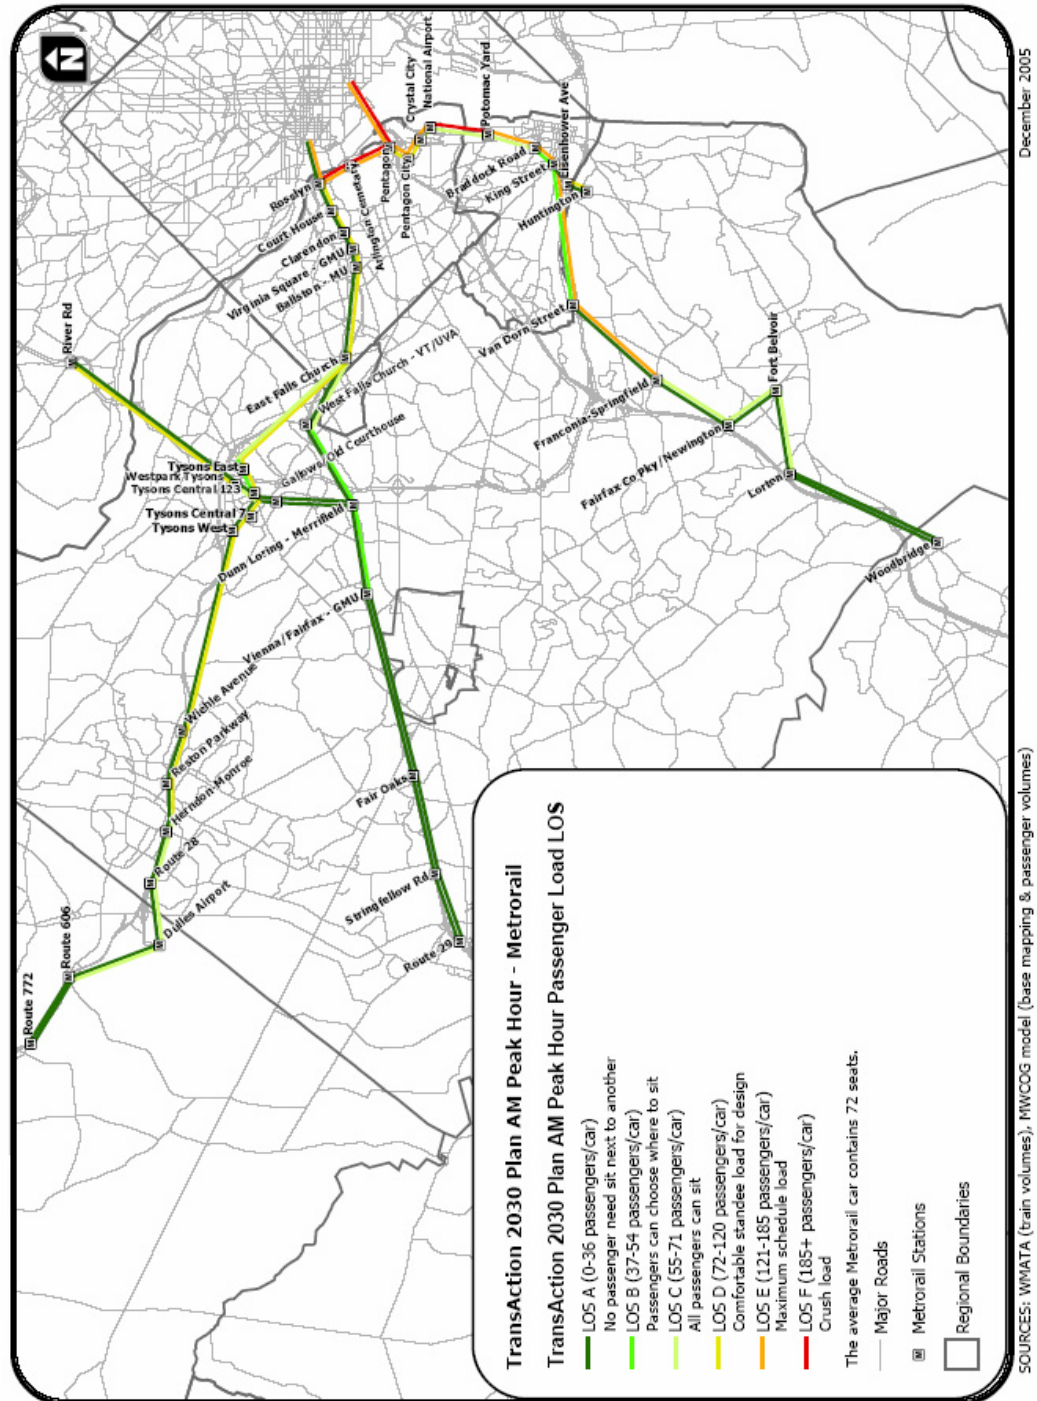 N
River Rd
Rosslyn
Court House
Clarendon
Virginia Square - GMU
Ballston - MU
Arlington Cemetary
Pentagon
Pentagon City
Crystal City
National Airport
Potomac Yard
Braddock Road
King Street
Eisenhower Ave
Huntington
Van Dorn Street
Franconia-Springfield
Fairfax Co Pky/Newington
Fort Belvoir
Lorton
Woodbridge
East Falls Church
West Falls Church - VT/UVA
Gallows/Old Courthouse
Tysons East
Westpark Tysons
Tysons Central 123
Tysons Central 7
Tysons West
Dunn Loring - Merrifield
Vienna/Fairfax - GMU
Wiehle Avenue
Reston Parkway
Herndon-Monroe
Route 28
Dulles Airport
Route 606
Route 772
Fair Oaks
Stringfellow Rd
Route 29
TransAction 2030 Plan AM Peak Hour - Metrorail
TransAction 2030 Plan AM Peak Hour Passenger Load LOS
LOS A (0-36 passengers/car)
No passenger need sit next to another
LOS B (37-54 passengers/car)
Passengers can choose where to sit
LOS C (55-71 passengers/car)
All passengers can sit
LOS D (72-120 passengers/car)
Comfortable standee load for design
LOS E (121-185 passengers/car)
Maximum schedule load
LOS F (185+ passengers/car)
Crush load
The average Metrorail car contains 72 seats.
Major Roads
M Metrorail Stations
Regional Boundaries
SOURCES: WMATA (train volumes), MWCOG model (base mapping & passenger volumes)
December 2005